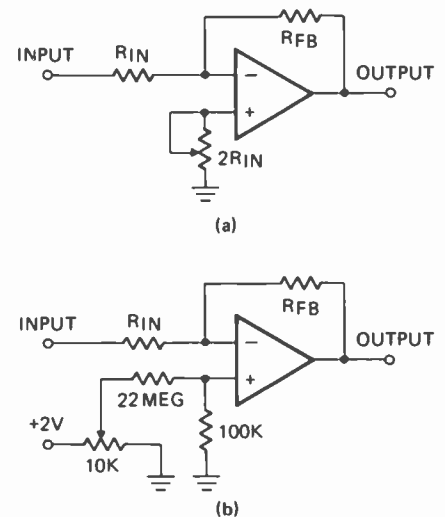 INPUT
RIN
RFB
OUTPUT
−
+
2RIN
(a)
INPUT
RIN
RFB
OUTPUT
−
+
22 MEG
+2V
10K
100K
(b)